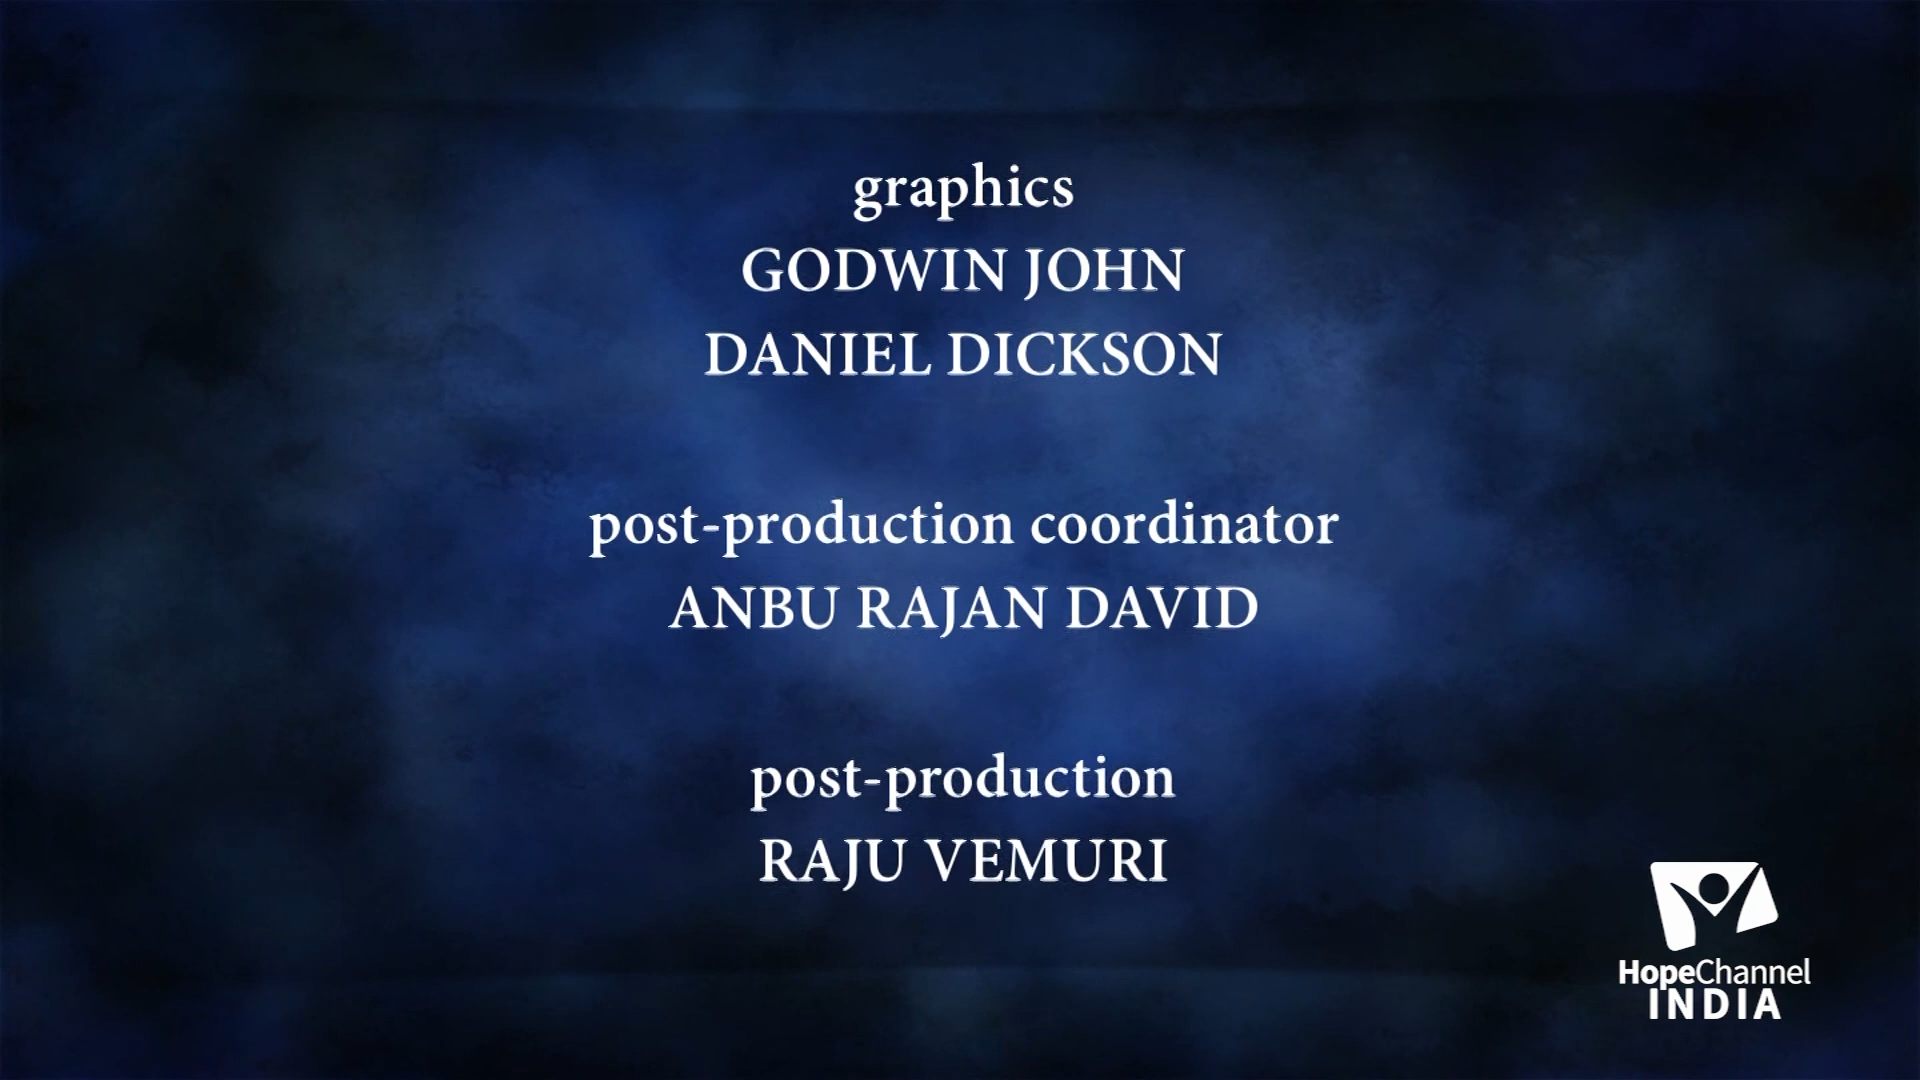 graphics
GODWIN JOHN
DANIEL DICKSON
post-production coordinator
ANBU RAJAN DAVID
post-production
RAJU VEMURI
HopeChannel
INDIA